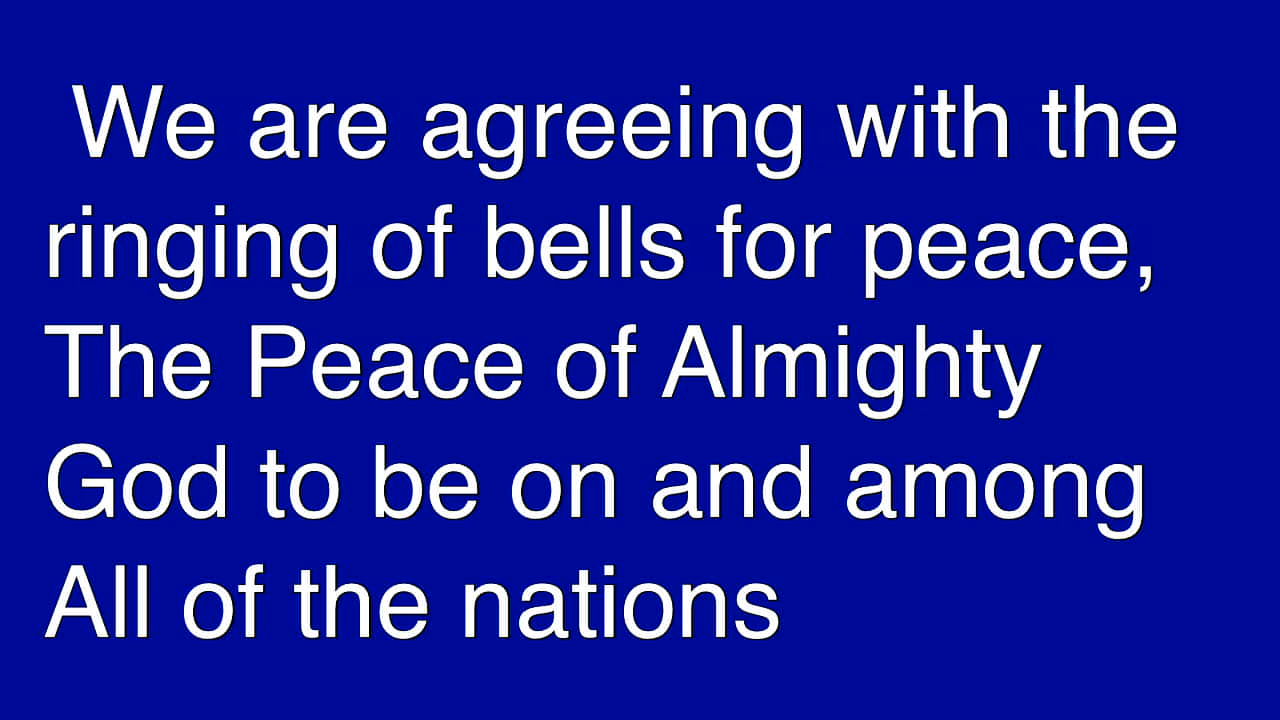 We are agreeing with the
ringing of bells for peace,
The Peace of Almighty
God to be on and among
All of the nations